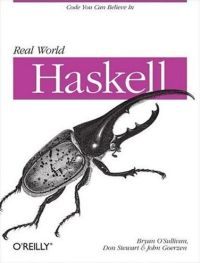 Code You Can Believe In
Real World
Haskell
O'REILLY®
Bryan O'Sullivan,
Don Stewart & John Goerzen